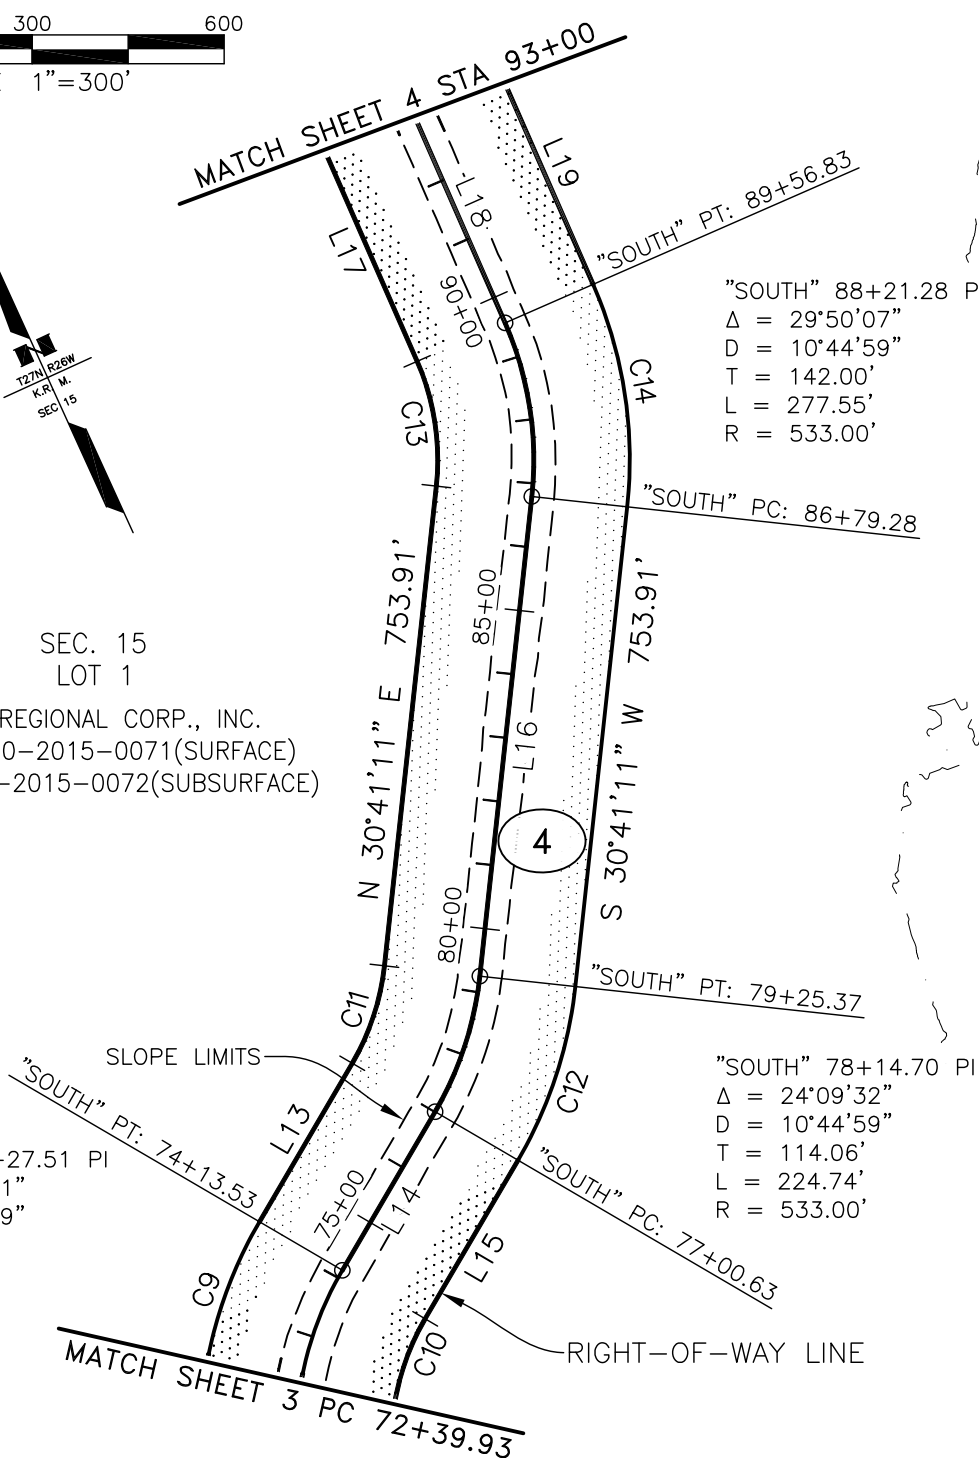 300 600
1"=300'
MATCH SHEET 4 STA 93+00
L19
L18
L17
"SOUTH" PT: 89+56.83
90+00
"SOUTH" 88+21.28 P
Δ = 29°50'07"
D = 10°44'59"
T = 142.00'
L = 277.55'
R = 533.00'
N
T27N R26W
K.R. M.
SEC 15
C14
C13
"SOUTH" PC: 86+79.28
N 30°41'11" E 753.91'
85+00
S 30°41'11" W 753.91'
SEC. 15
LOT 1
REGIONAL CORP., INC.
0-2015-0071(SURFACE)
-2015-0072(SUBSURFACE)
L16
4
80+00
"SOUTH" PT: 79+25.37
C11
SLOPE LIMITS
C12
"SOUTH" 78+14.70 PI
Δ = 24°09'32"
D = 10°44'59"
T = 114.06'
L = 224.74'
R = 533.00'
"SOUTH" PT: 74+13.53
L13
+27.51 PI
1"
9"
75+00
L14
"SOUTH" PC: 77+00.63
L15
C9
C10
RIGHT-OF-WAY LINE
MATCH SHEET 3 PC 72+39.93